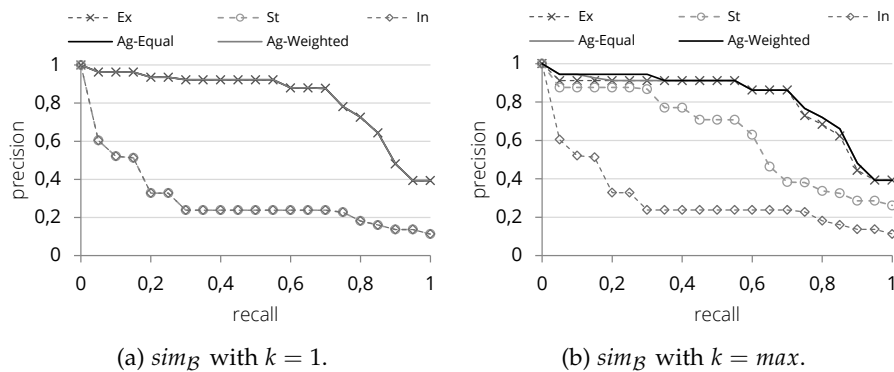 Ex St In
Ag-Equal Ag-Weighted
1
0,8
0,6
0,4
0,2
0
precision
0 0,2 0,4 0,6 0,8 1
recall
(a) sim_B with k = 1.
Ex St In
Ag-Equal Ag-Weighted
1
0,8
0,6
0,4
0,2
0
precision
0 0,2 0,4 0,6 0,8 1
recall
(b) sim_B with k = max.